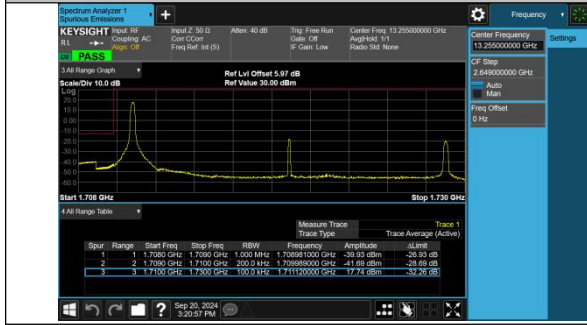 Spectrum Analyzer 1
Spurious Emissions
Frequency
KEYSIGHT Input: RF Input Z: 50 Ω Atten: 40 dB Trig: Free Run Center Freq: 13.255000000 GHz
RL Coupling: AC Corr CCorr Gate: Off Avg|Hold: 1/1
Align: Off Freq Ref: Int (S) IF Gain: Low Radio Std: None
PASS
Center Frequency
13.255000000 GHz
Settings
CF Step
2.649000000 GHz
Auto
Man
Freq Offset
0 Hz
3 All Range Graph
Ref Lvl Offset 5.97 dB
Scale/Div 10.0 dB Ref Value 30.00 dBm
Log
20.0
10.0
0.00
-10.0
-20.0
-30.0
-40.0
-50.0
-60.0
Start 1.708 GHz Stop 1.730 GHz
4 All Range Table
Measure Trace Trace 1
Trace Type Trace Average (Active)
Spur Range Start Freq Stop Freq RBW Frequency Amplitude ΔLimit
1 1 1.7080 GHz 1.7090 GHz 1.000 MHz 1.708981000 GHz -39.93 dBm -26.93 dB
2 2 1.7090 GHz 1.7100 GHz 200.0 kHz 1.709989000 GHz -41.69 dBm -28.69 dB
3 3 1.7100 GHz 1.7300 GHz 100.0 kHz 1.711120000 GHz 17.74 dBm -32.26 dB
Sep 20, 2024
3:20:57 PM